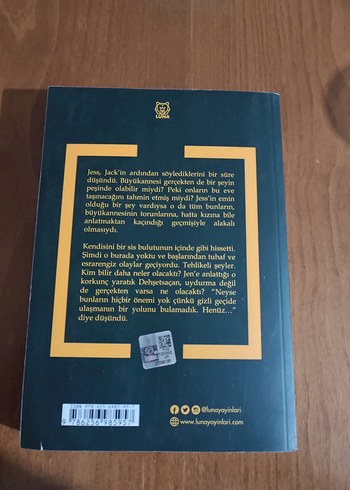 LUNA
Jess, Jack'in ardından söylediklerini bir süre
düşündü. Büyükannesi gerçekten de bir şeyin
peşinde olabilir miydi? Peki onların bu eve
taşınacağını tahmin etmiş miydi? Jess'in emin
olduğu bir şey vardıysa o da tüm bunların,
büyükannesinin torunlarına, hatta kızına bile
anlatmaktan kaçındığı geçmişiyle alakalı
olmasıydı.
Kendisini bir sis bulutunun içinde gibi hissetti.
Şimdi o burada yoktu ve başlarından tuhaf ve
esrarengiz olaylar geçiyordu. Tehlikeli şeyler.
Kim bilir daha neler olacaktı? Jen'e anlattığı o
korkunç yaratık Dehşetsaçan, uydurma değil
de gerçekten varsa ne olacaktı? “Neyse
bunların hiçbir önemi yok çünkü gizli geçide
ulaşmanın bir yolunu bulamadık. Henüz...”
diye düşündü.
@lunayayinlari
www.lunayayinlari.com
9 786256 985957